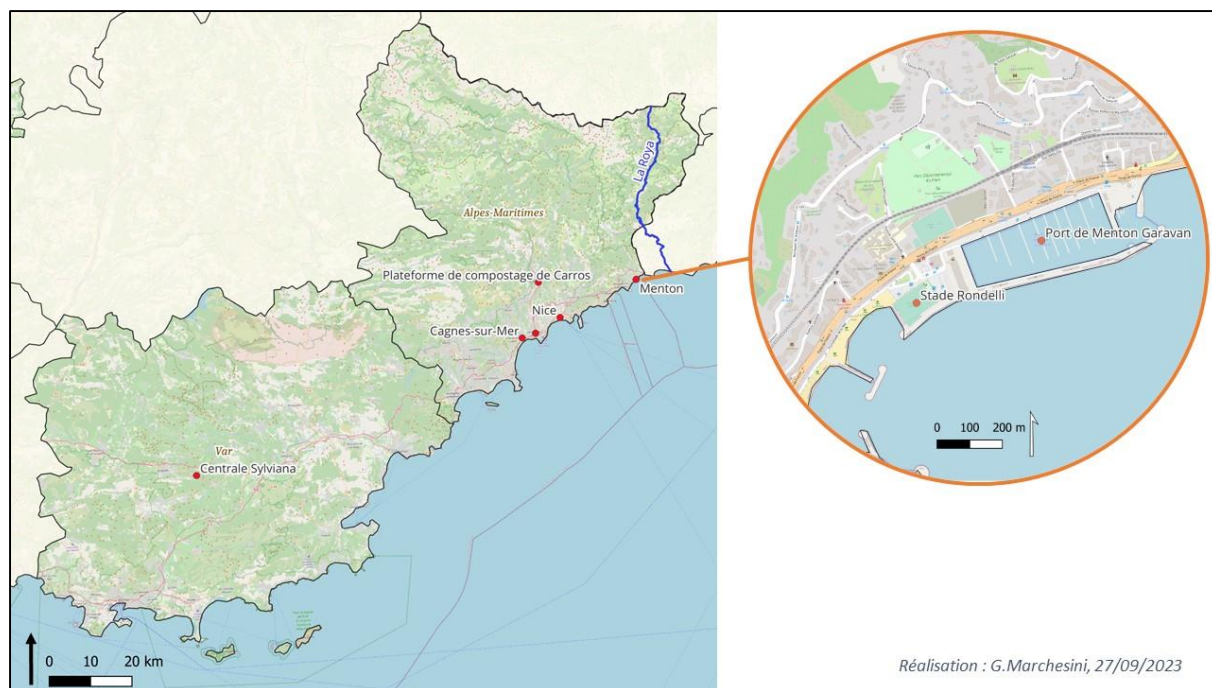 La Roya
Alpes-Maritimes
Plateforme de compostage de Carros
Menton
Nice
Cagnes-sur-Mer
Var
Centrale Sylviana
0 10 20 km
Port de Menton Garavan
Stade Rondelli
0 100 200 m
Réalisation : G.Marchesini, 27/09/2023